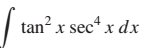 ∫ tan² x sec⁴ x dx